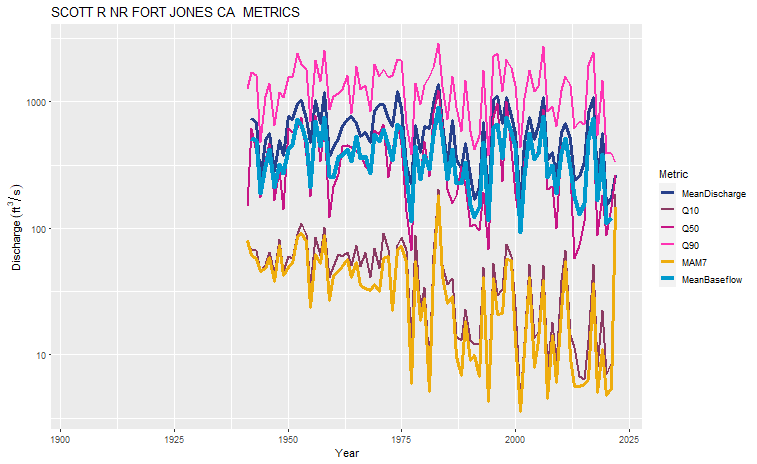 SCOTT R NR FORT JONES CA  METRICS
1000
100
10
Discharge (ft³/s)
1900
1925
1950
1975
2000
2025
Year
Metric
MeanDischarge
Q10
Q50
Q90
MAM7
MeanBaseflow